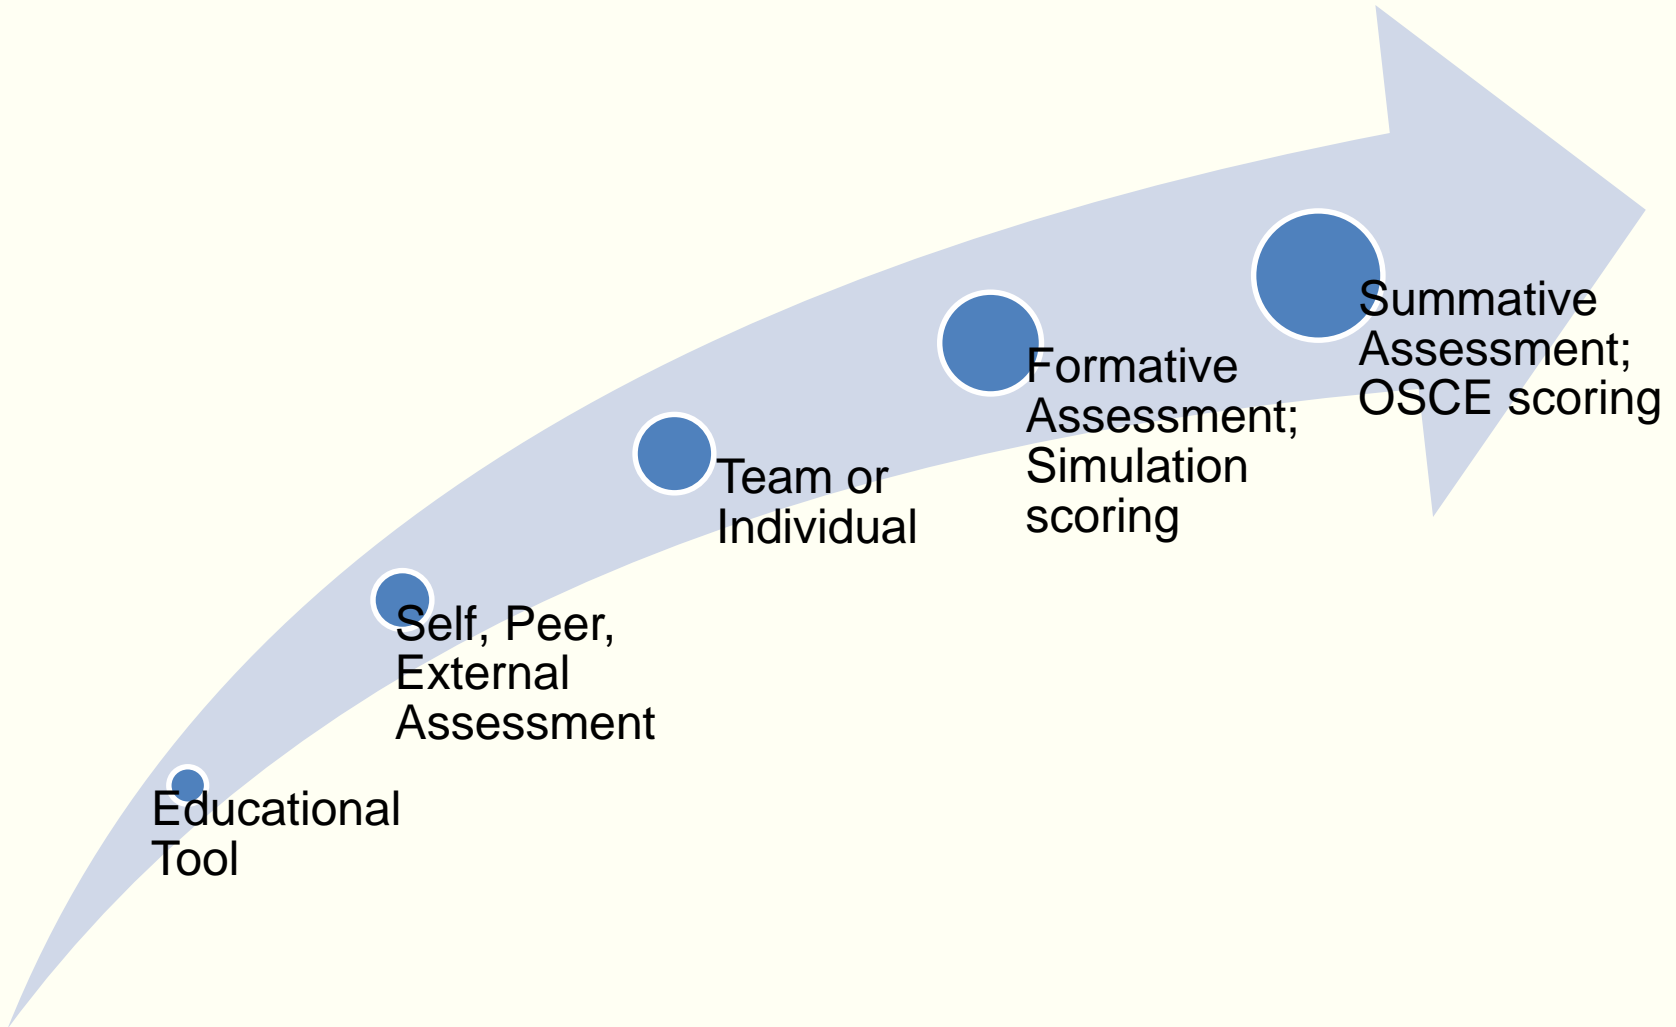 Summative
Assessment;
OSCE scoring
Formative
Assessment;
Simulation
scoring
Team or
Individual
Self, Peer,
External
Assessment
Educational
Tool